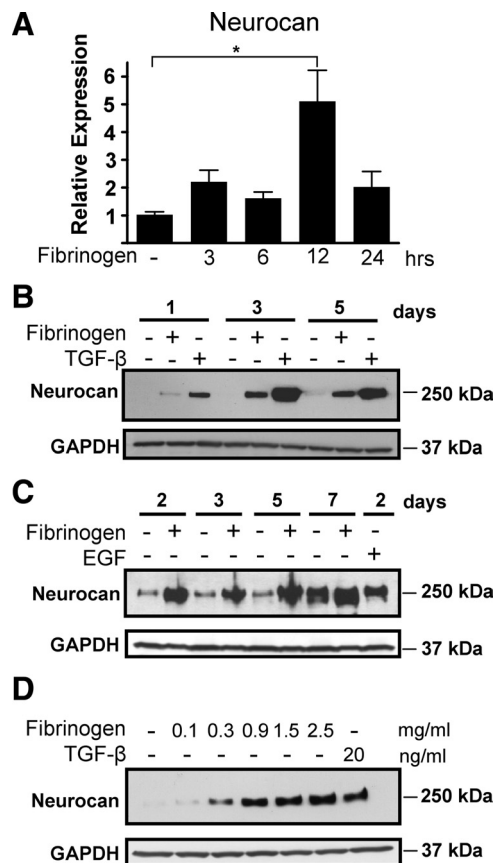 A
Neurocan
*
Relative Expression
6
5
4
3
2
1
Fibrinogen - 3 6 12 24 hrs
B
1 3 5 days
Fibrinogen - + - - + - - + -
TGF-β - - + - - + - - +
Neurocan 250 kDa
GAPDH 37 kDa
C
2 3 5 7 2 days
Fibrinogen - + - + - + - + -
EGF - - - - - - - - +
Neurocan 250 kDa
GAPDH 37 kDa
D
Fibrinogen - 0.1 0.3 0.9 1.5 2.5 - mg/ml
TGF-β - - - - - - 20 ng/ml
Neurocan 250 kDa
GAPDH 37 kDa